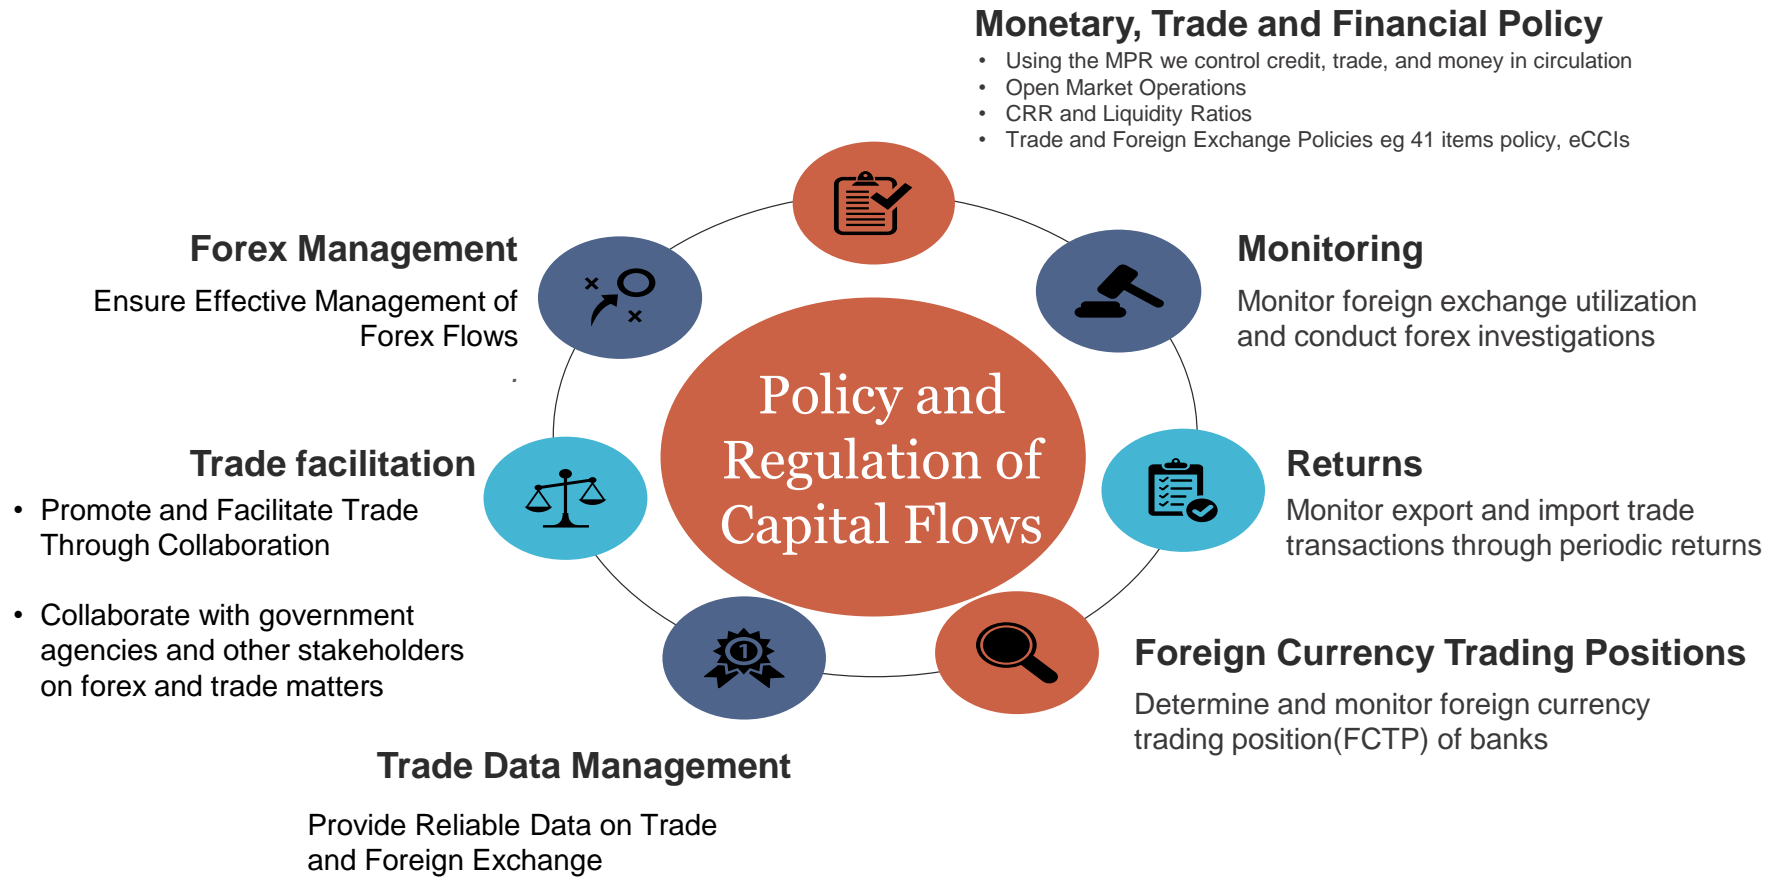 Monetary, Trade and Financial Policy
• Using the MPR we control credit, trade, and money in circulation
• Open Market Operations
• CRR and Liquidity Ratios
• Trade and Foreign Exchange Policies eg 41 items policy, eCCIs
Forex Management
Ensure Effective Management of
Forex Flows
.
Monitoring
Monitor foreign exchange utilization
and conduct forex investigations
Policy and
Regulation of
Capital Flows
Trade facilitation
• Promote and Facilitate Trade
Through Collaboration
• Collaborate with government
agencies and other stakeholders
on forex and trade matters
Returns
Monitor export and import trade
transactions through periodic returns
1
Foreign Currency Trading Positions
Determine and monitor foreign currency
trading position(FCTP) of banks
Trade Data Management
Provide Reliable Data on Trade
and Foreign Exchange